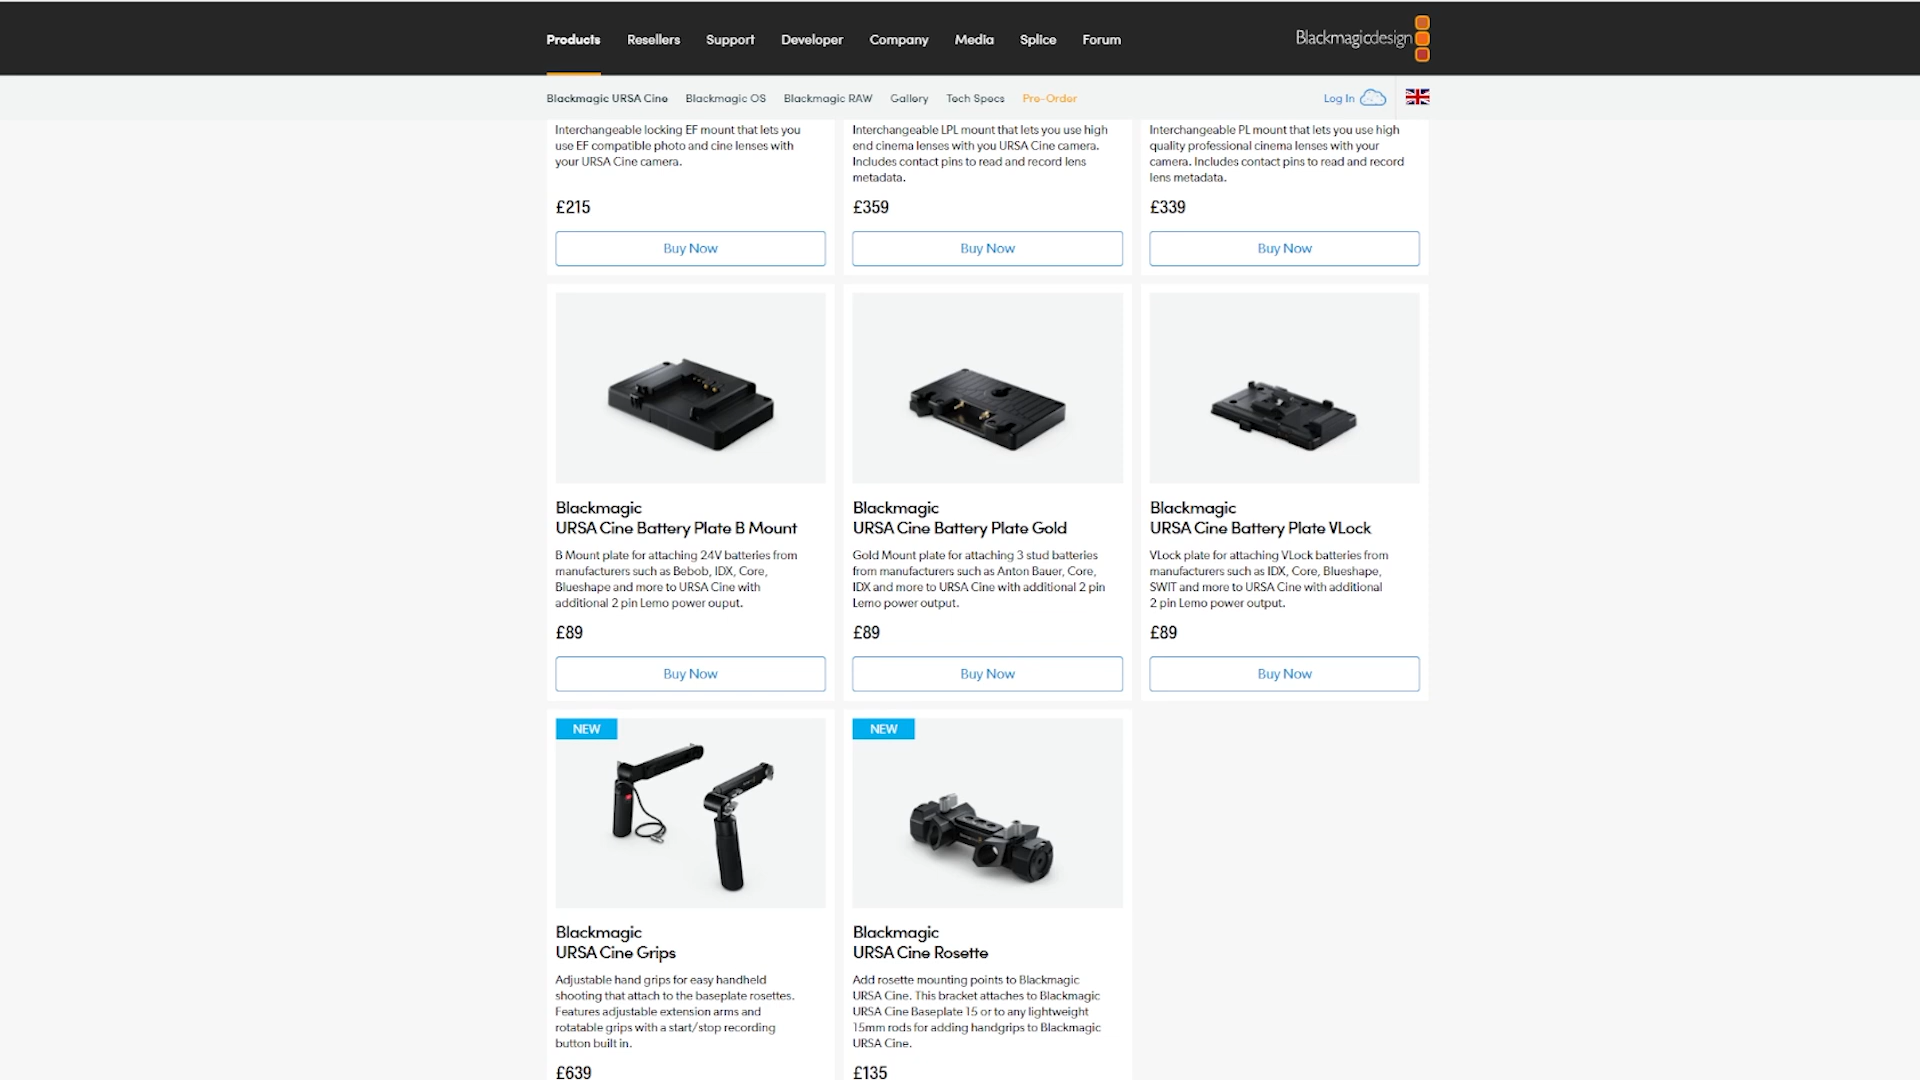 Products Resellers Support Developer Company Media Splice Forum Blackmagicdesign
Blackmagic URSA Cine Blackmagic OS Blackmagic RAW Gallery Tech Specs Pre-Order Log In
Interchangeable locking EF mount that lets you
use EF compatible photo and cine lenses with
your URSA Cine camera.
£215
Buy Now
Interchangeable LPL mount that lets you use high
end cinema lenses with you URSA Cine camera.
Includes contact pins to read and record lens
metadata.
£359
Buy Now
Interchangeable PL mount that lets you use high
quality professional cinema lenses with your
camera. Includes contact pins to read and record
lens metadata.
£339
Buy Now
Blackmagic
URSA Cine Battery Plate B Mount
B Mount plate for attaching 24V batteries from
manufacturers such as Bebob, IDX, Core,
Blueshape and more to URSA Cine with
additional 2 pin Lemo power ouput.
£89
Buy Now
Blackmagic
URSA Cine Battery Plate Gold
Gold Mount plate for attaching 3 stud batteries
from manufacturers such as Anton Bauer, Core,
IDX and more to URSA Cine with additional 2 pin
Lemo power output.
£89
Buy Now
Blackmagic
URSA Cine Battery Plate VLock
VLock plate for attaching VLock batteries from
manufacturers such as IDX, Core, Blueshape,
SWIT and more to URSA Cine with additional
2 pin Lemo power output.
£89
Buy Now
NEW
Blackmagic
URSA Cine Grips
Adjustable hand grips for easy handheld
shooting that attach to the baseplate rosettes.
Features adjustable extension arms and
rotatable grips with a start/stop recording
button built in.
£639
NEW
Blackmagic
URSA Cine Rosette
Add rosette mounting points to Blackmagic
URSA Cine. This bracket attaches to Blackmagic
URSA Cine Baseplate 15 or to any lightweight
15mm rods for adding handgrips to Blackmagic
URSA Cine.
£135